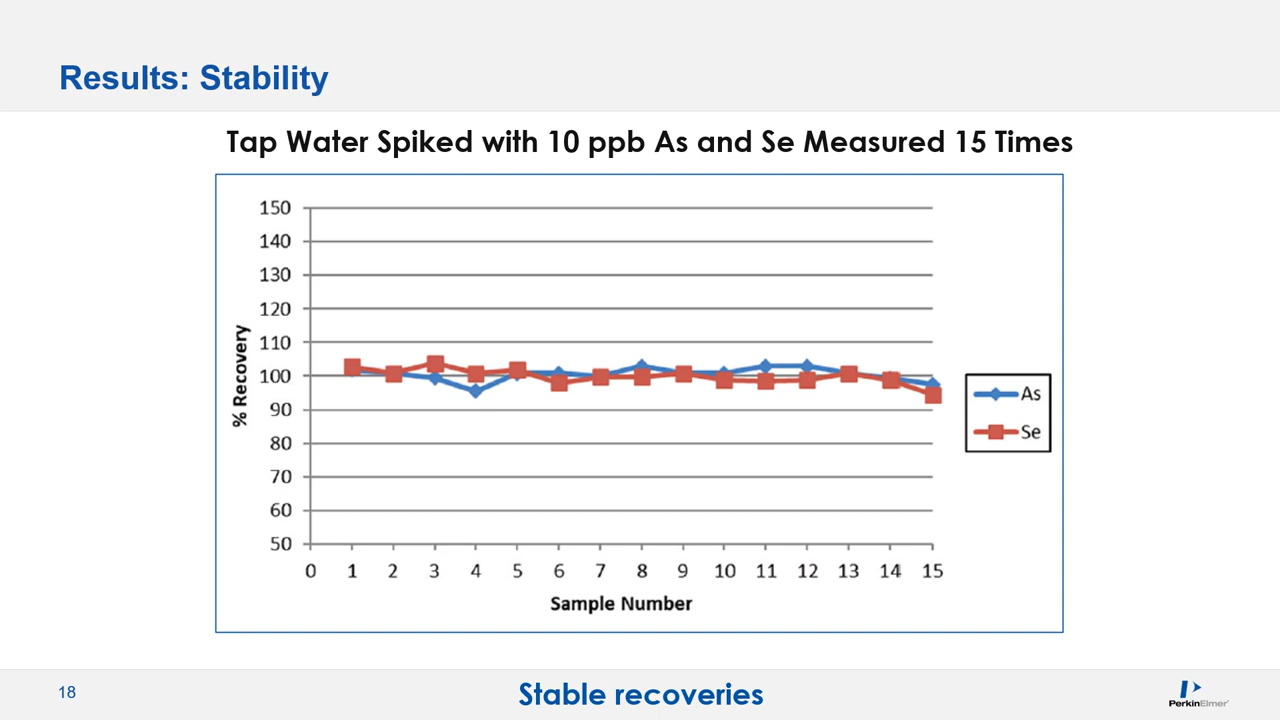 Results: Stability
Tap Water Spiked with 10 ppb As and Se Measured 15 Times
150
140
130
120
110
100
90
80
70
60
50
% Recovery
0 1 2 3 4 5 6 7 8 9 10 11 12 13 14 15
Sample Number
As
Se
18
Stable recoveries
PerkinElmer